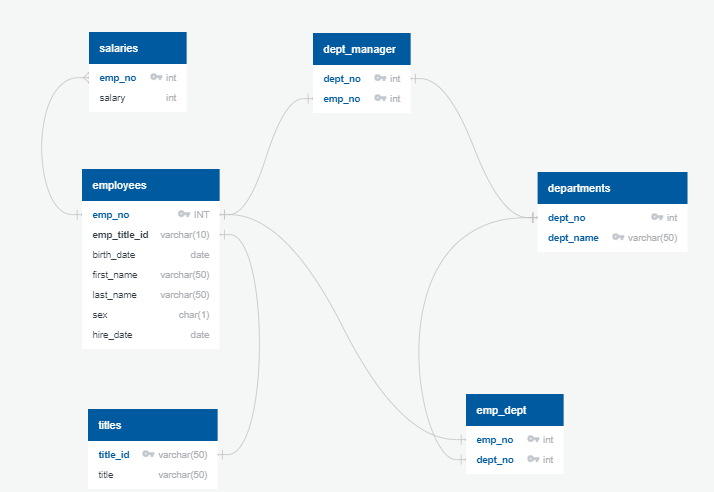 salaries
emp_no int
salary int
dept_manager
dept_no int
emp_no int
employees
emp_no INT
emp_title_id varchar(10)
birth_date date
first_name varchar(50)
last_name varchar(50)
sex char(1)
hire_date date
departments
dept_no int
dept_name varchar(50)
titles
title_id varchar(50)
title varchar(50)
emp_dept
emp_no int
dept_no int